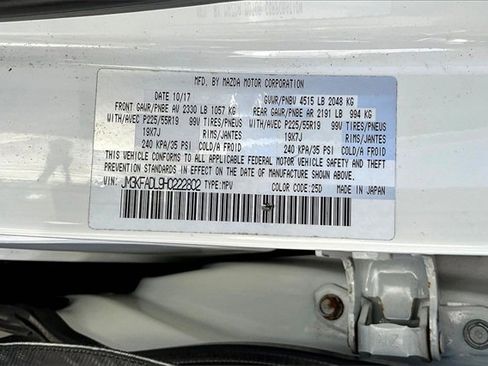 MFD. BY MAZDA MOTOR CORPORATION
DATE 10/17 GVWR/PNBV 4515 LB 2048 KG
FRONT GAWR/PNBE AV 2330 LB 1057 KG REAR GAWR/PNBE AR 2191 LB 994 KG
WITH/AVEC P225/55R19 99V TIRES/PNEUS WITH/AVEC P225/55R19 99V TIRES/PNEUS
19X7J RIMS/JANTES 19X7J RIMS/JANTES
240 KPA/35 PSI COLD/A FROID 240 KPA/35 PSI COLD/A FROID
THIS VEHICLE CONFORMS TO ALL APPLICABLE FEDERAL MOTOR VEHICLE SAFETY AND THEFT
PREVENTION STANDARDS IN EFFECT ON THE DATE OF MANUFACTURE SHOWN ABOVE.
VIN: JM3KFADL9H0222802 TYPE:MPV COLOR CODE:25D MADE IN JAPAN